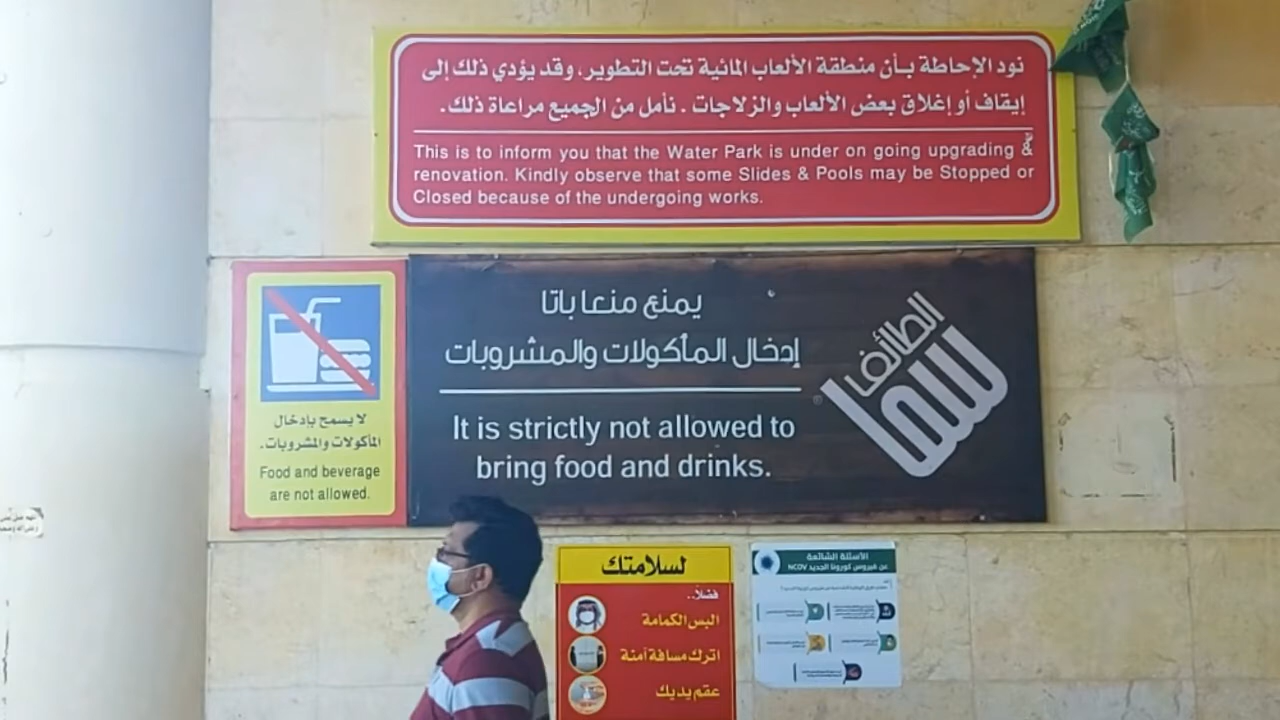 نود الإحاطة بأن منطقة الألعاب المائية تحت التطوير، وقد يؤدي ذلك إلى
إيقاف أو إغلاق بعض الألعاب والزلاجات . نأمل من الجميع مراعاة ذلك.
This is to inform you that the Water Park is under on going upgrading &
renovation. Kindly observe that some Slides & Pools may be Stopped or
Closed because of the undergoing works.
لا يسمح بإدخال
المأكولات والمشروبات.
Food and beverage
are not allowed.
يمنع منعا باتا
إدخال المأكولات والمشروبات
It is strictly not allowed to
bring food and drinks.
الطائف
سما
لسلامتك
فضلاً..
البس الكمامة
اترك مسافة آمنة
عقم يديك
الأسئلة الشائعة
عن فيروس كورونا الجديد NCOV